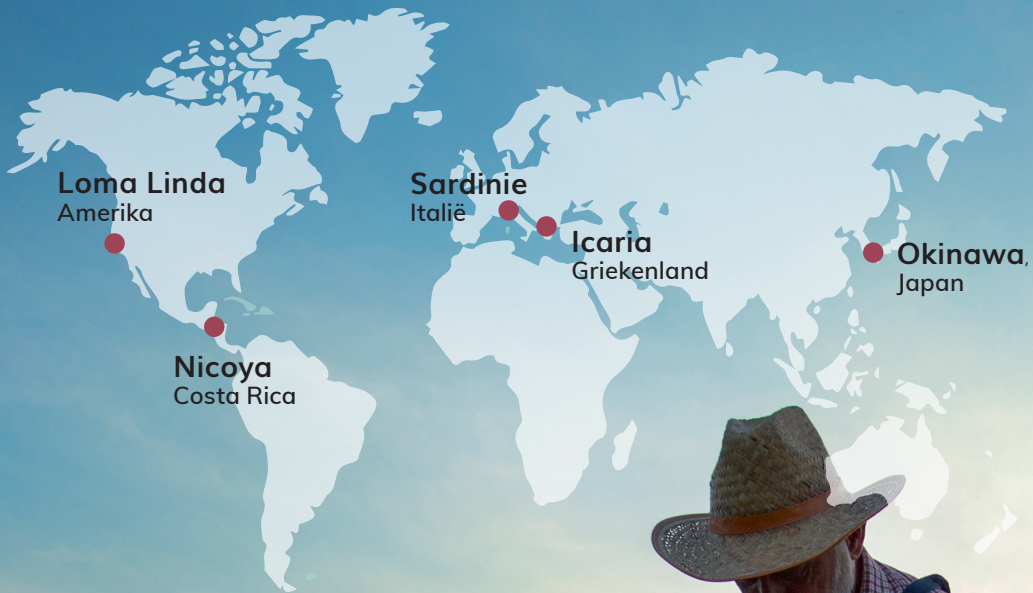 Loma Linda
Amerika
Sardinie
Italië
Icaria
Griekenland
Okinawa,
Japan
Nicoya
Costa Rica